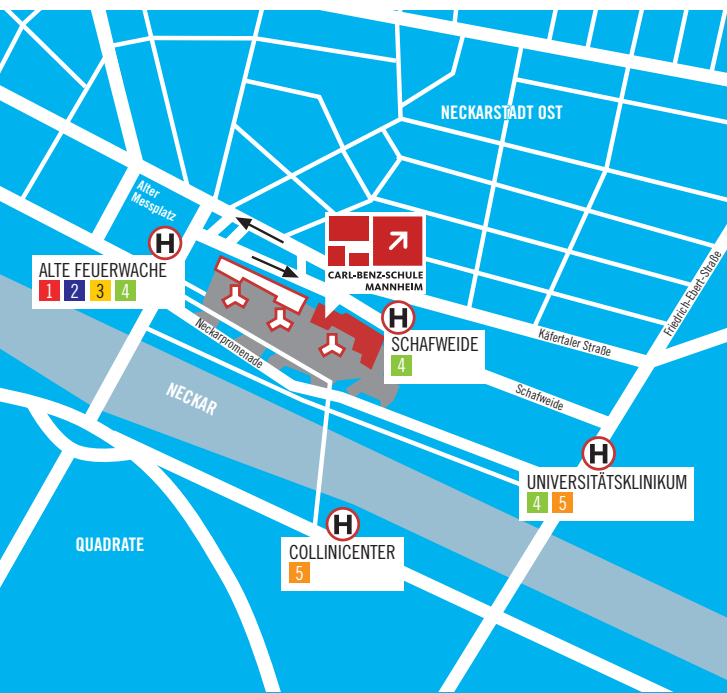 NECKARSTADT OST
Alter
Messplatz
H
ALTE FEUERWACHE
1 2 3 4
CARL-BENZ-SCHULE
MANNHEIM
H
SCHAFWEIDE
4
Friedrich-Ebert-Straße
Käfertaler Straße
Neckarpromenade
Schafweide
NECKAR
H
UNIVERSITÄTSKLINIKUM
4 5
H
COLLINICENTER
5
QUADRATE